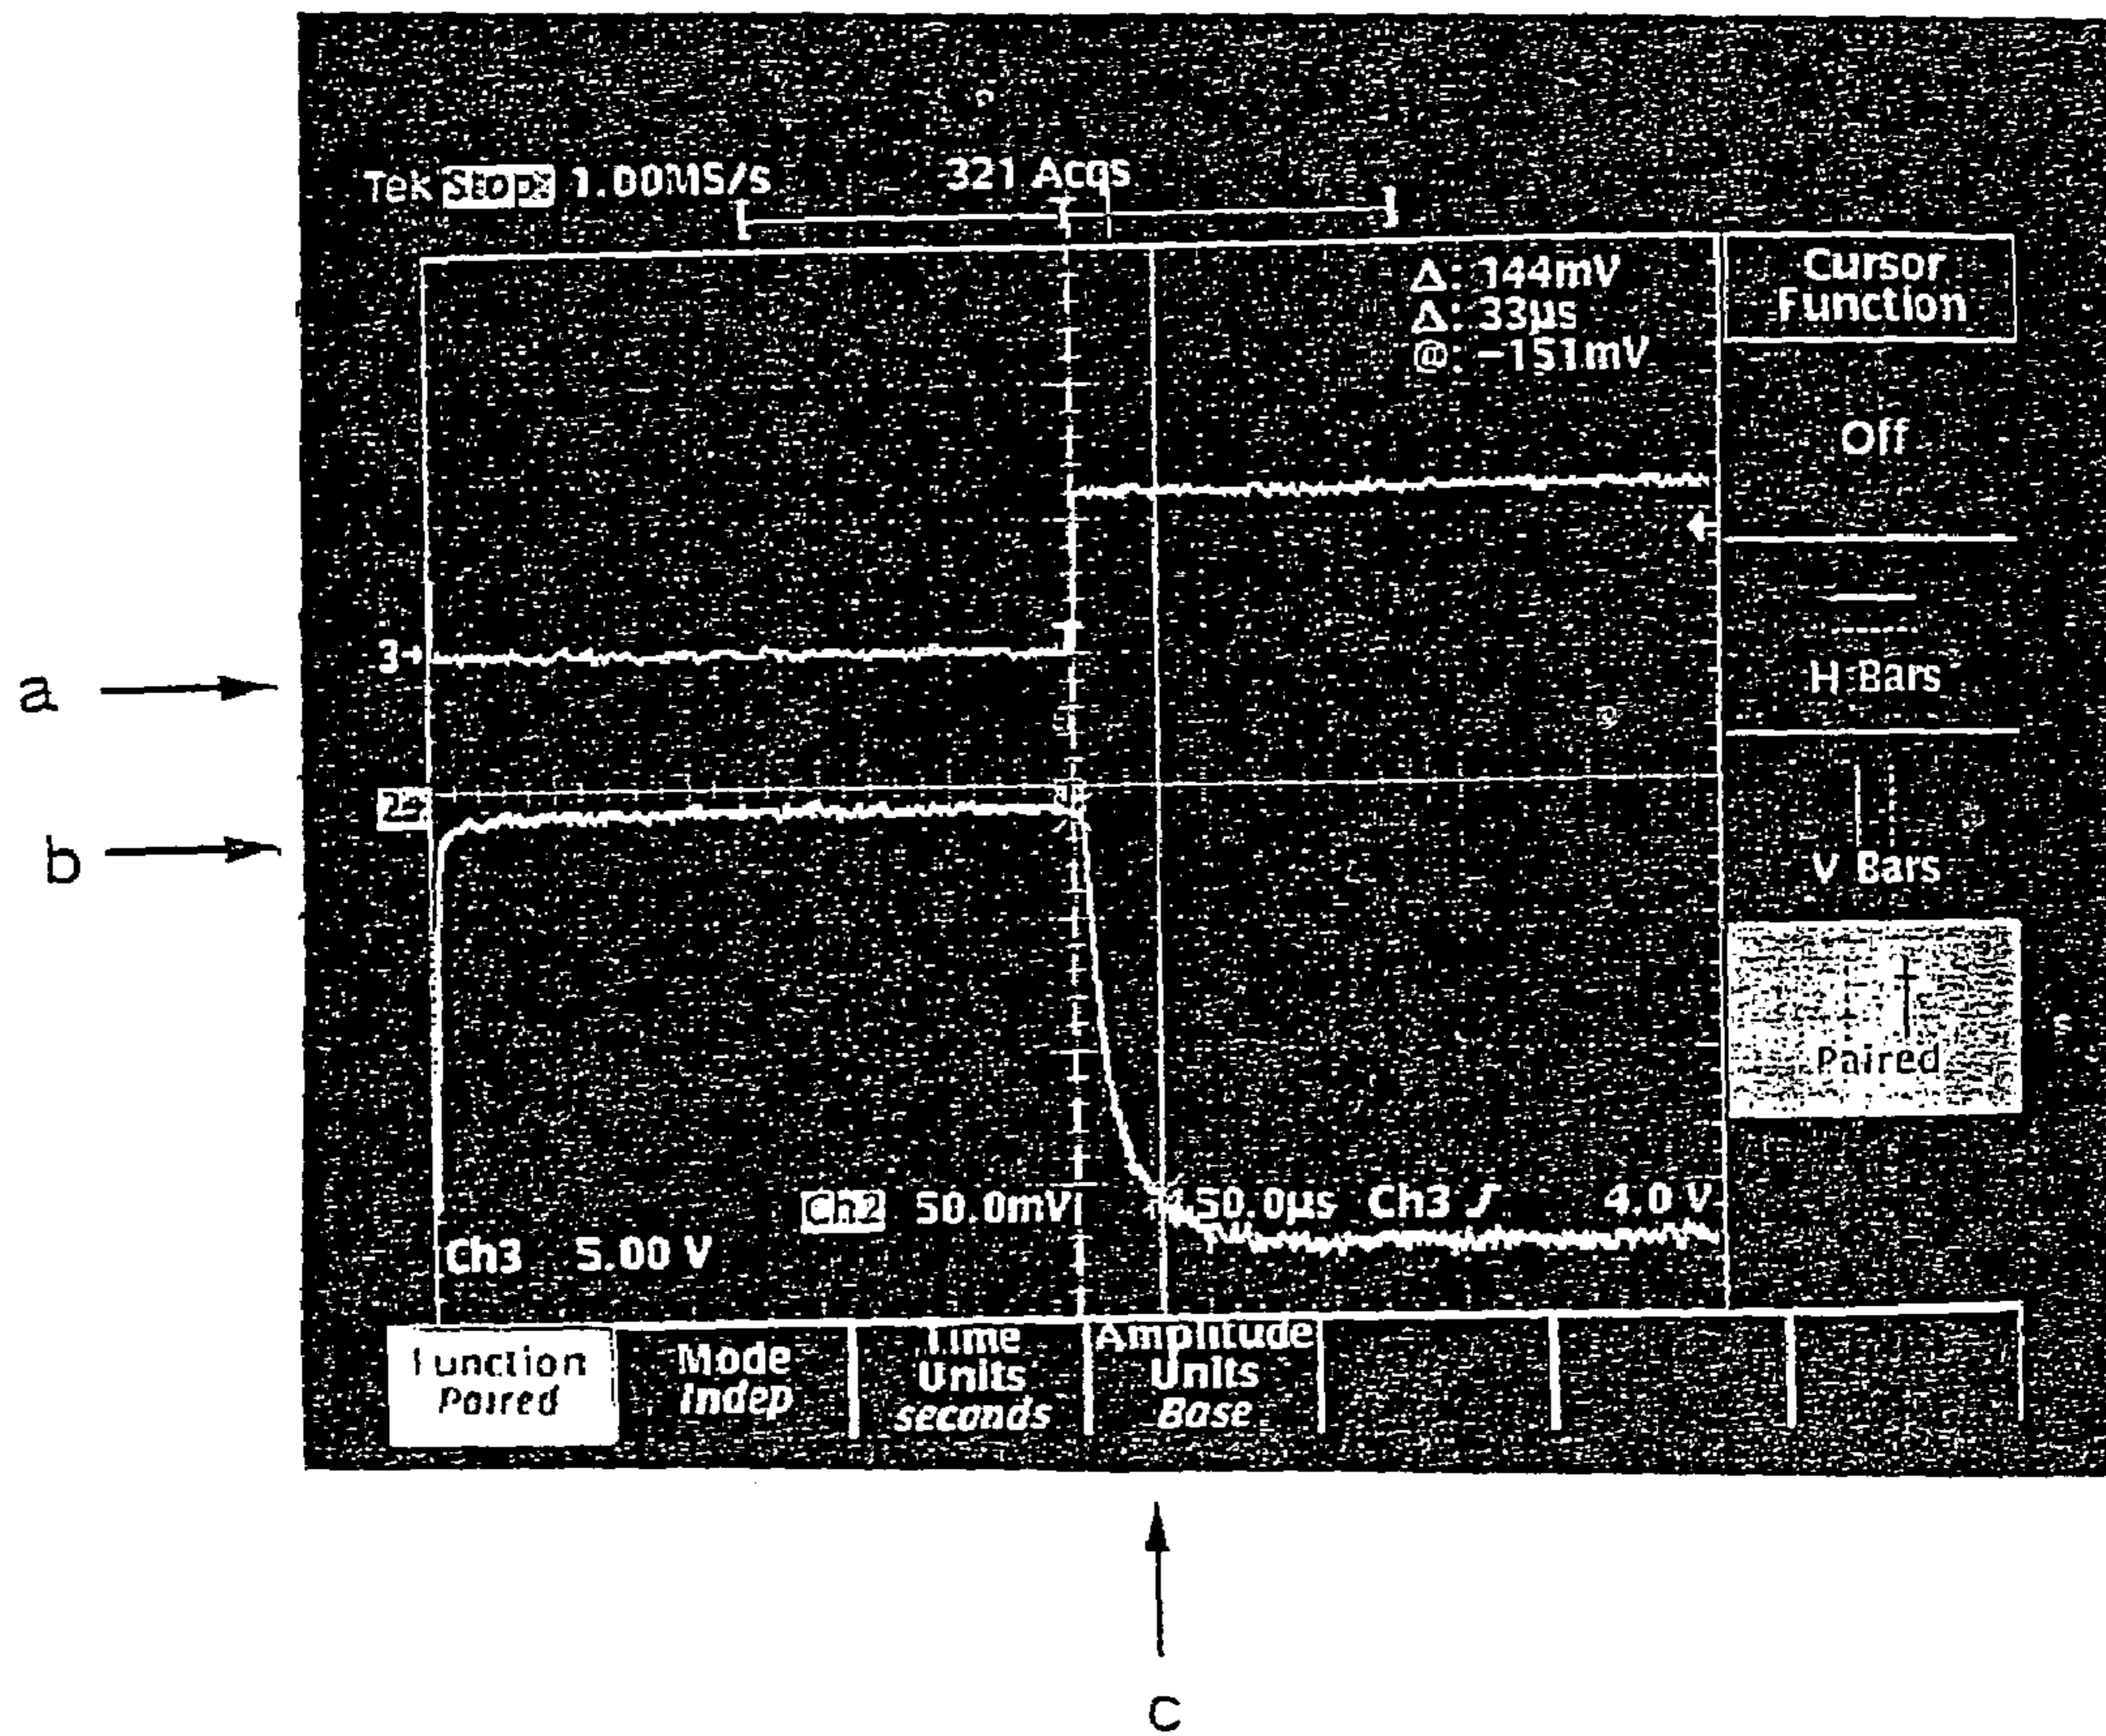 Tek Stop 1.00MS/s
321 Acqs
Δ: 144mV
Δ: 33µs
@: -151mV
Cursor
Function
Off
3
a
H Bars
2
b
V Bars
Paired
Ch2 50.0mV
50.0µs Ch3 4.0 V
Ch3 5.00 V
Function
Paired
Mode
Indep
Time
Units
seconds
Amplitude
Units
Base
c